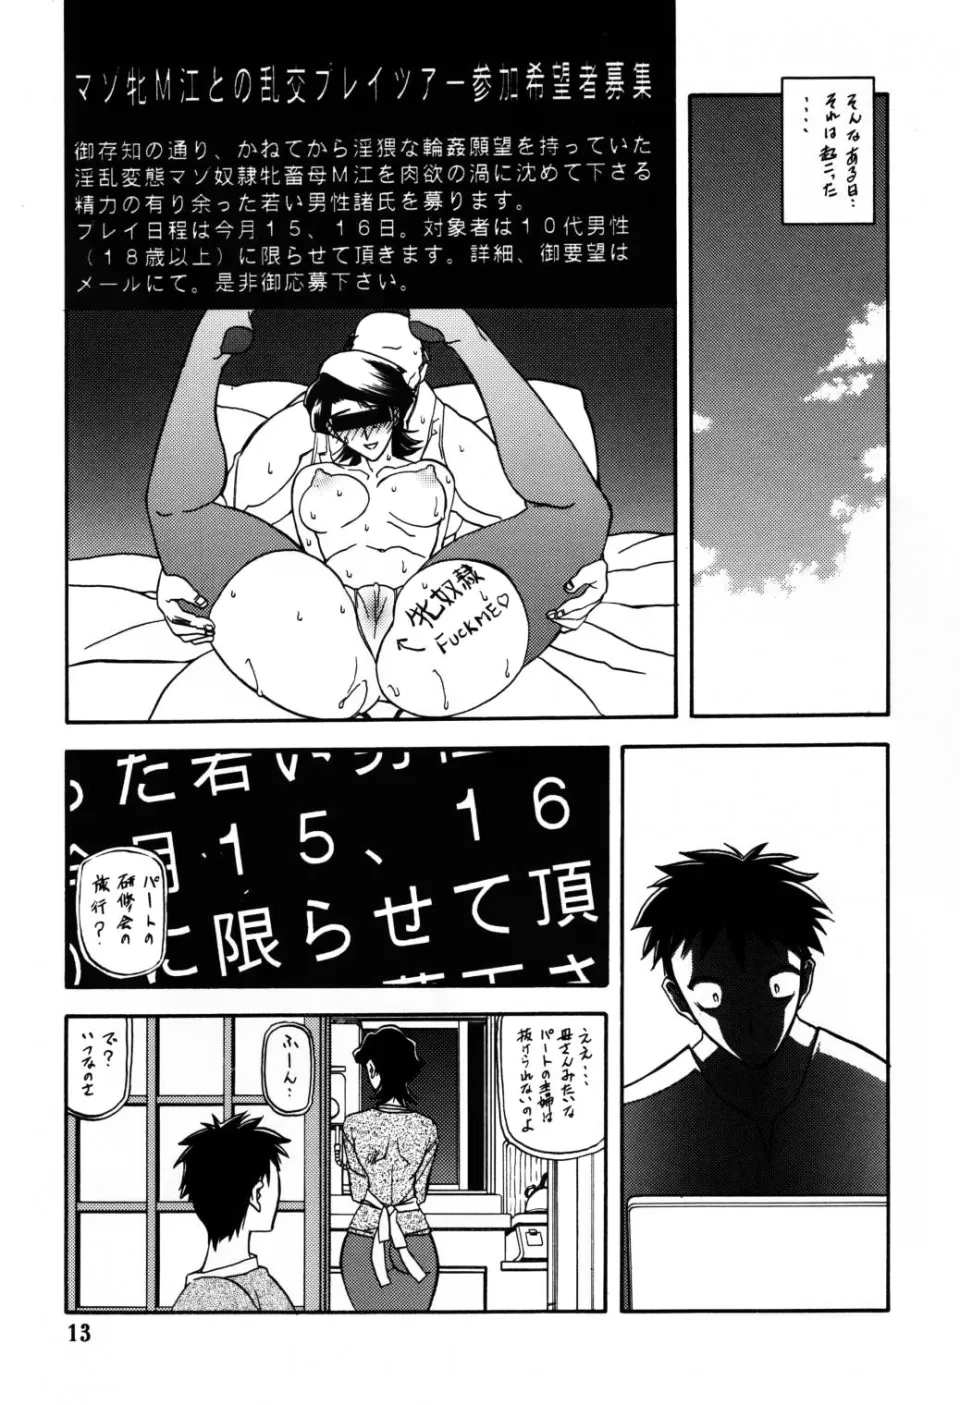 そんなある日…
それは起こった
‥‥
マゾ牝M江との乱交プレイツアー参加希望者募集
御存知の通り、かねてから淫猥な輪姦願望を持っていた
淫乱変態マゾ奴隷牝畜母M江を肉欲の渦に沈めて下さる
精力の有り余った若い男性諸氏を募ります。
プレイ日程は今月15、16日。対象者は10代男性
(18歳以上)に限らせて頂きます。詳細、御要望は
メールにて。是非御応募下さい。
牝奴隷
FUCK ME♡
った若い男性
今月15、16
)に限らせて頂
募下さ
パートの
研修会の
旅行?
ええ‥‥
母さんみたいな
パートの主婦は
抜けられないのよ
ふーん‥
で?
いつなのさ
13